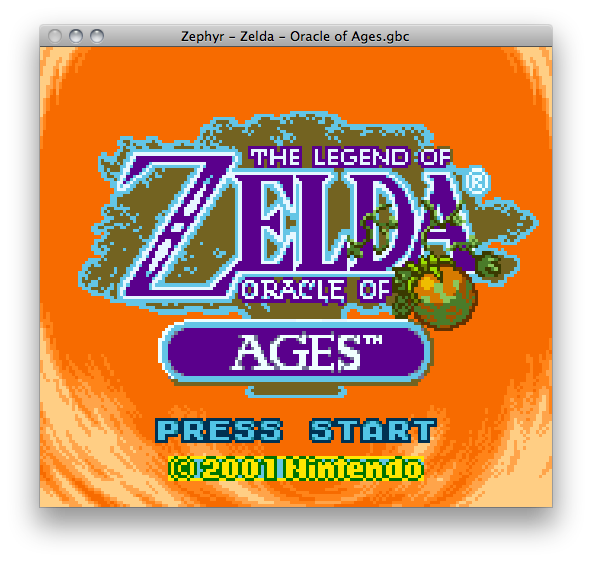 Zephyr - Zelda - Oracle of Ages.gbc
THE LEGEND OF
ZELDA®
ORACLE OF
AGES™
PRESS START
©2001 Nintendo